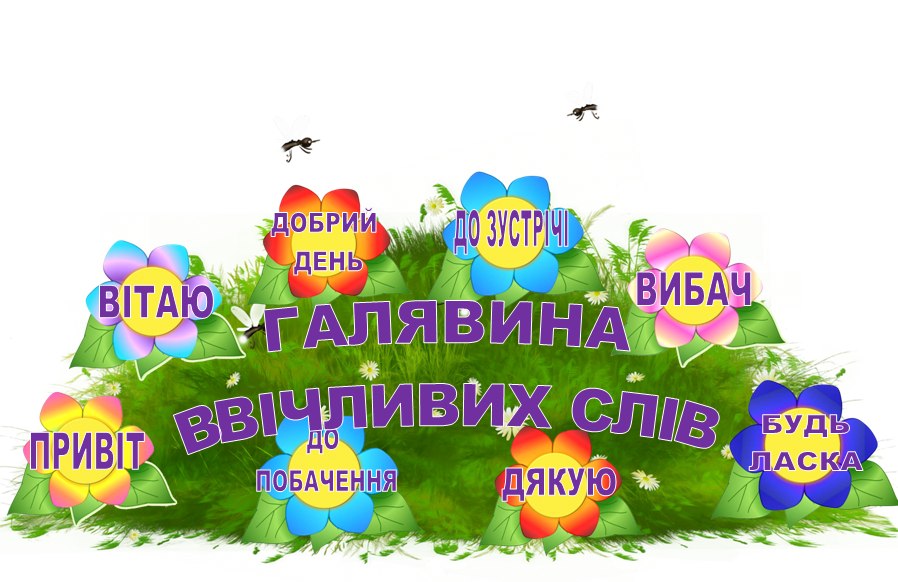 ДОБРИЙ
ДЕНЬ
ДО ЗУСТРІЧІ
ВІТАЮ
ВИБАЧ
ГАЛЯВИНА
ВВІЧЛИВИХ СЛІВ
ПРИВІТ
ДО
ПОБАЧЕННЯ
ДЯКУЮ
БУДЬ
ЛАСКА